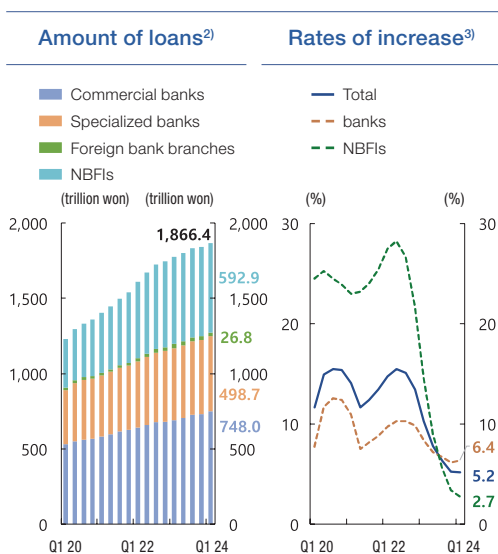 Amount of loans2)
Commercial banks
Specialized banks
Foreign bank branches
NBFIs
(trillion won) (trillion won)
2,000 2,000
1,866.4
592.9
1,500 1,500
26.8
1,000 1,000
498.7
748.0
500 500
0 0
Q1 20 Q1 22 Q1 24
Rates of increase3)
Total
banks
NBFIs
(%) (%)
30 30
20 20
10 10
6.4
5.2
2.7
0 0
Q1 20 Q1 22 Q1 24